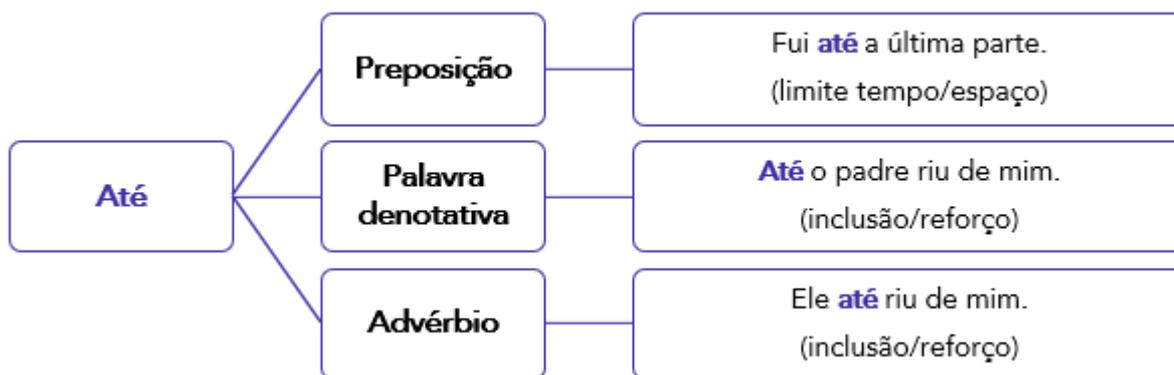 Até
Preposição
Fui até a última parte.
(limite tempo/espaço)
Palavra
denotativa
Até o padre riu de mim.
(inclusão/reforço)
Advérbio
Ele até riu de mim.
(inclusão/reforço)